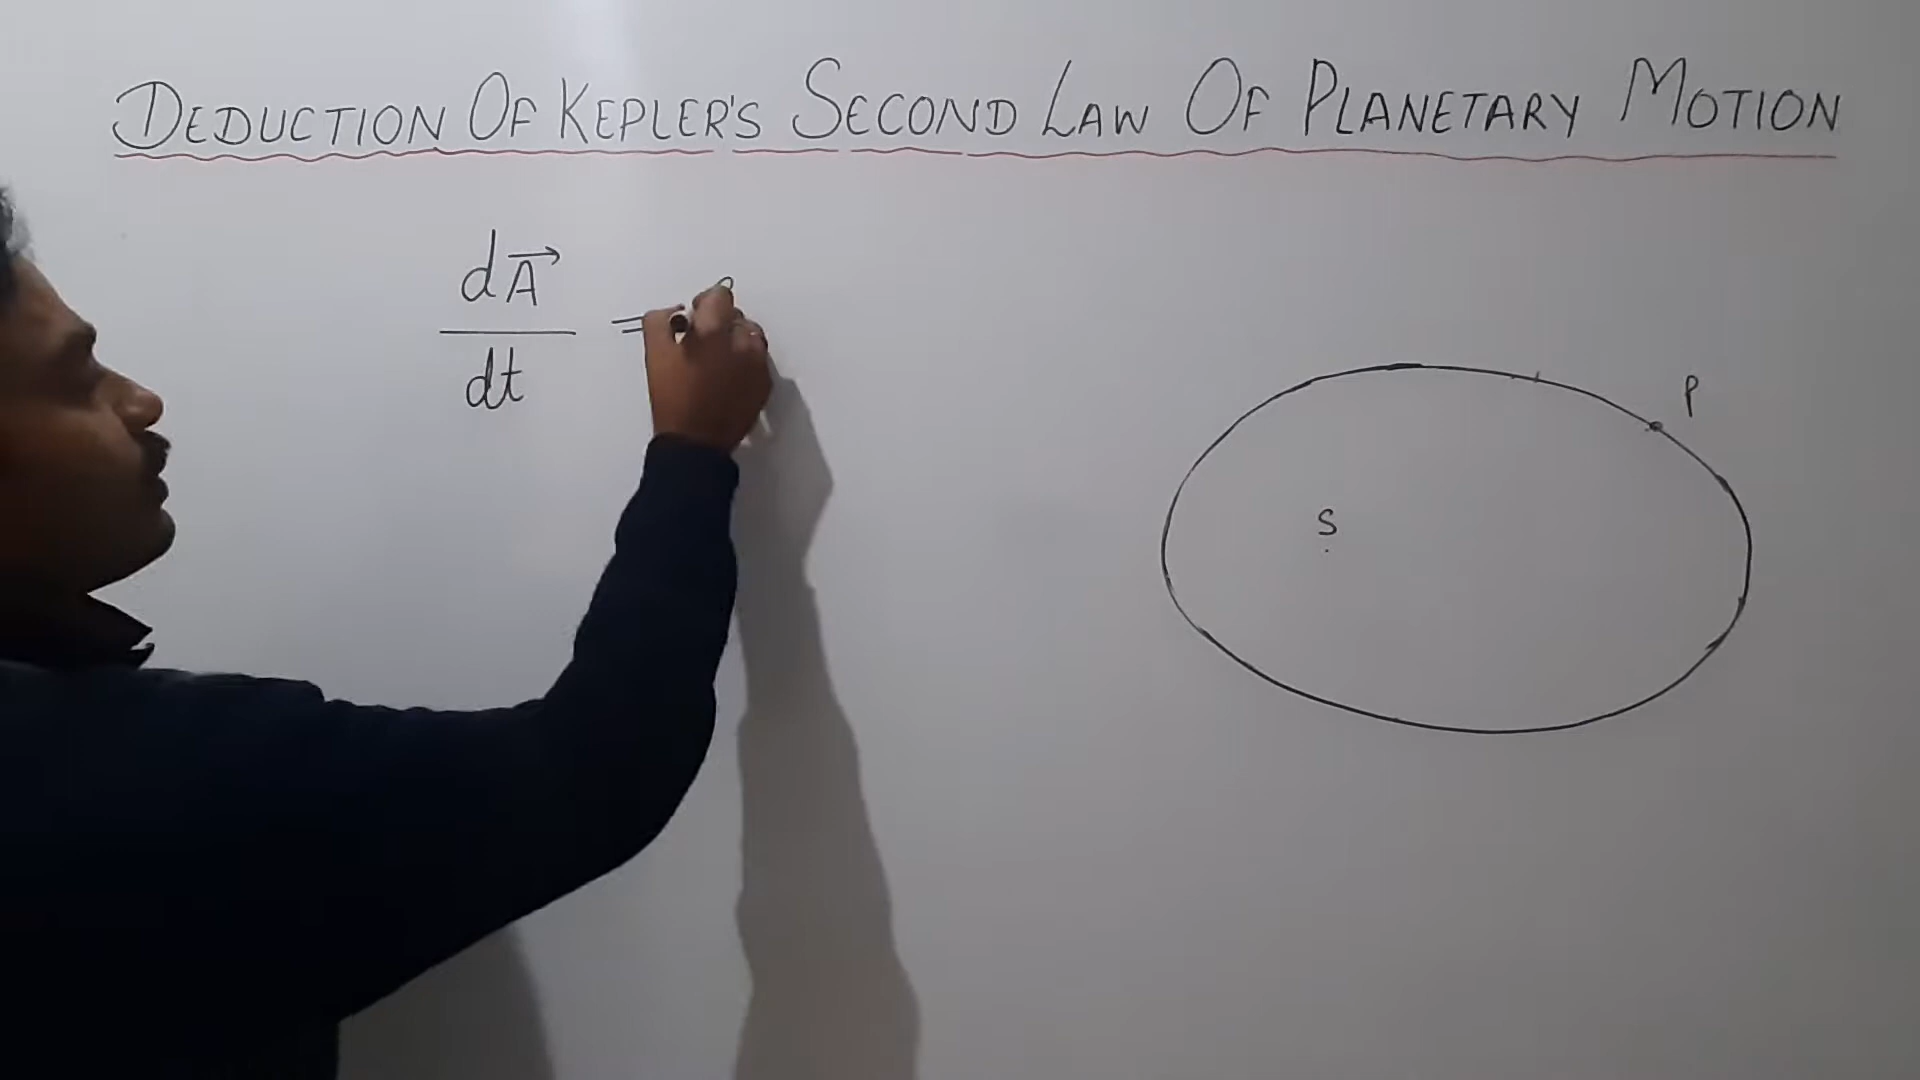 DEDUCTION OF KEPLER'S SECOND LAW OF PLANETARY MOTION
dA⃗
dt
=
P
S